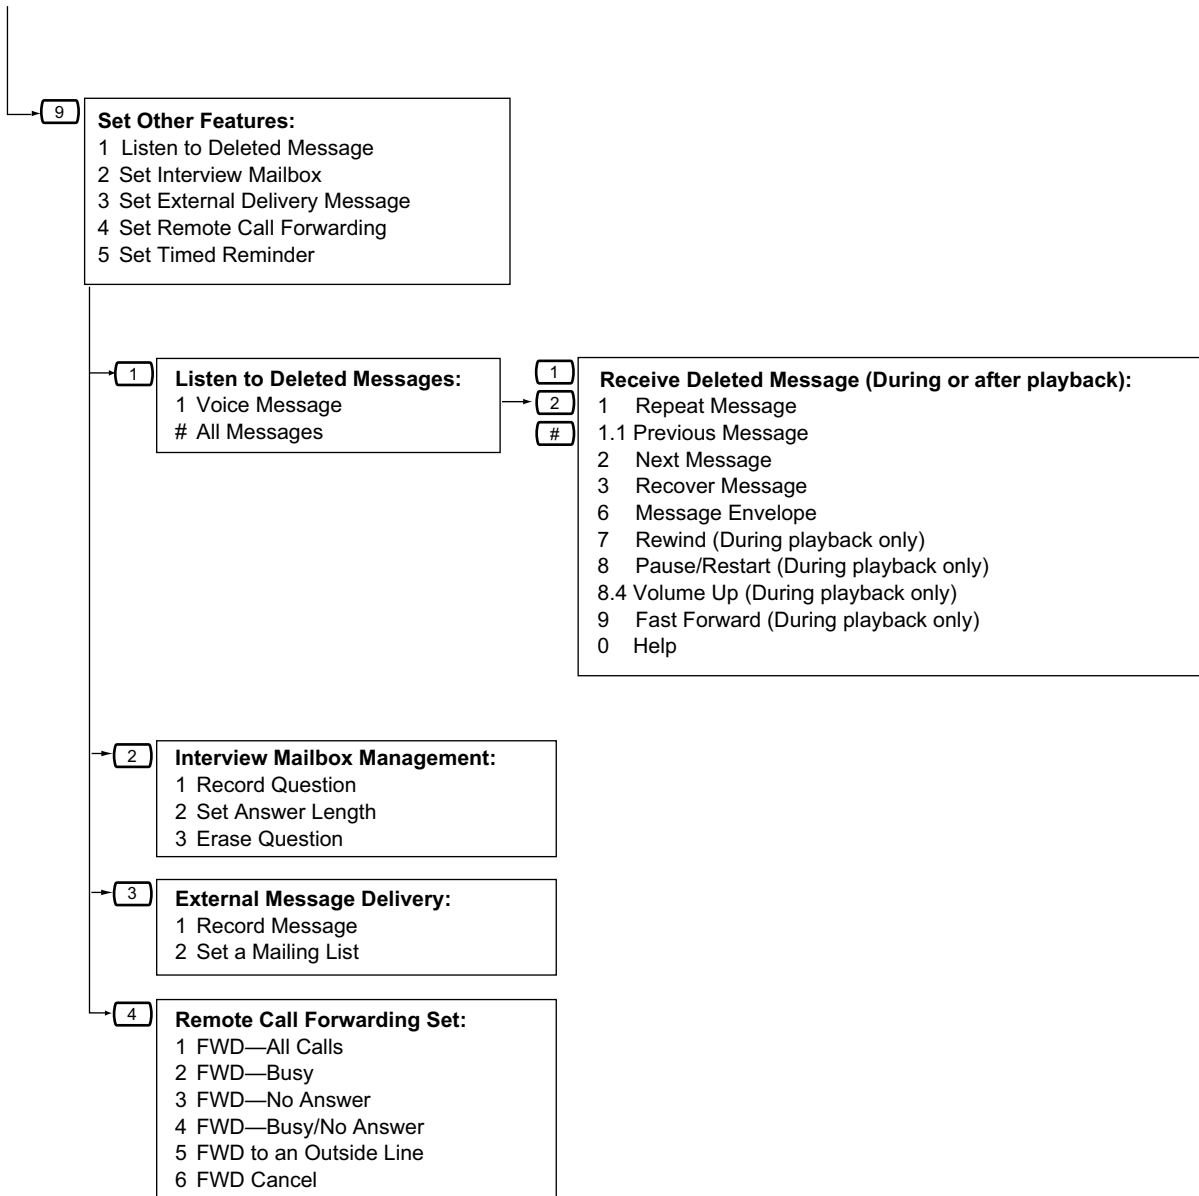 9
Set Other Features:
1 Listen to Deleted Message
2 Set Interview Mailbox
3 Set External Delivery Message
4 Set Remote Call Forwarding
5 Set Timed Reminder
1
Listen to Deleted Messages:
1 Voice Message
# All Messages
1
2
#
Receive Deleted Message (During or after playback):
1 Repeat Message
1.1 Previous Message
2 Next Message
3 Recover Message
6 Message Envelope
7 Rewind (During playback only)
8 Pause/Restart (During playback only)
8.4 Volume Up (During playback only)
9 Fast Forward (During playback only)
0 Help
2
Interview Mailbox Management:
1 Record Question
2 Set Answer Length
3 Erase Question
3
External Message Delivery:
1 Record Message
2 Set a Mailing List
4
Remote Call Forwarding Set:
1 FWD—All Calls
2 FWD—Busy
3 FWD—No Answer
4 FWD—Busy/No Answer
5 FWD to an Outside Line
6 FWD Cancel